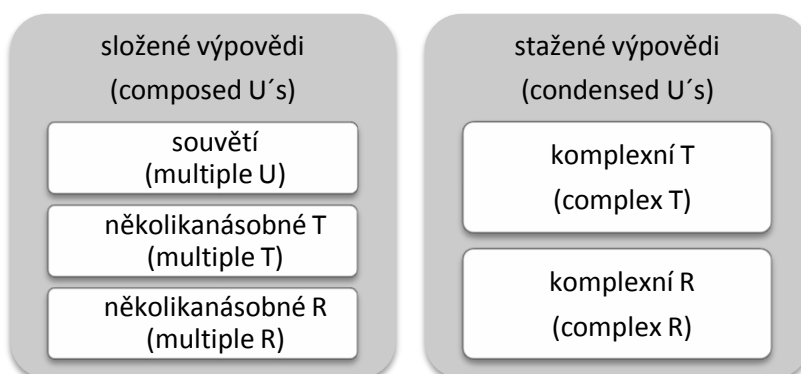 složené výpovědi
(composed U´s)
souvětí
(multiple U)
několikanásobné T
(multiple T)
několikanásobné R
(multiple R)
stažené výpovědi
(condensed U´s)
komplexní T
(complex T)
komplexní R
(complex R)